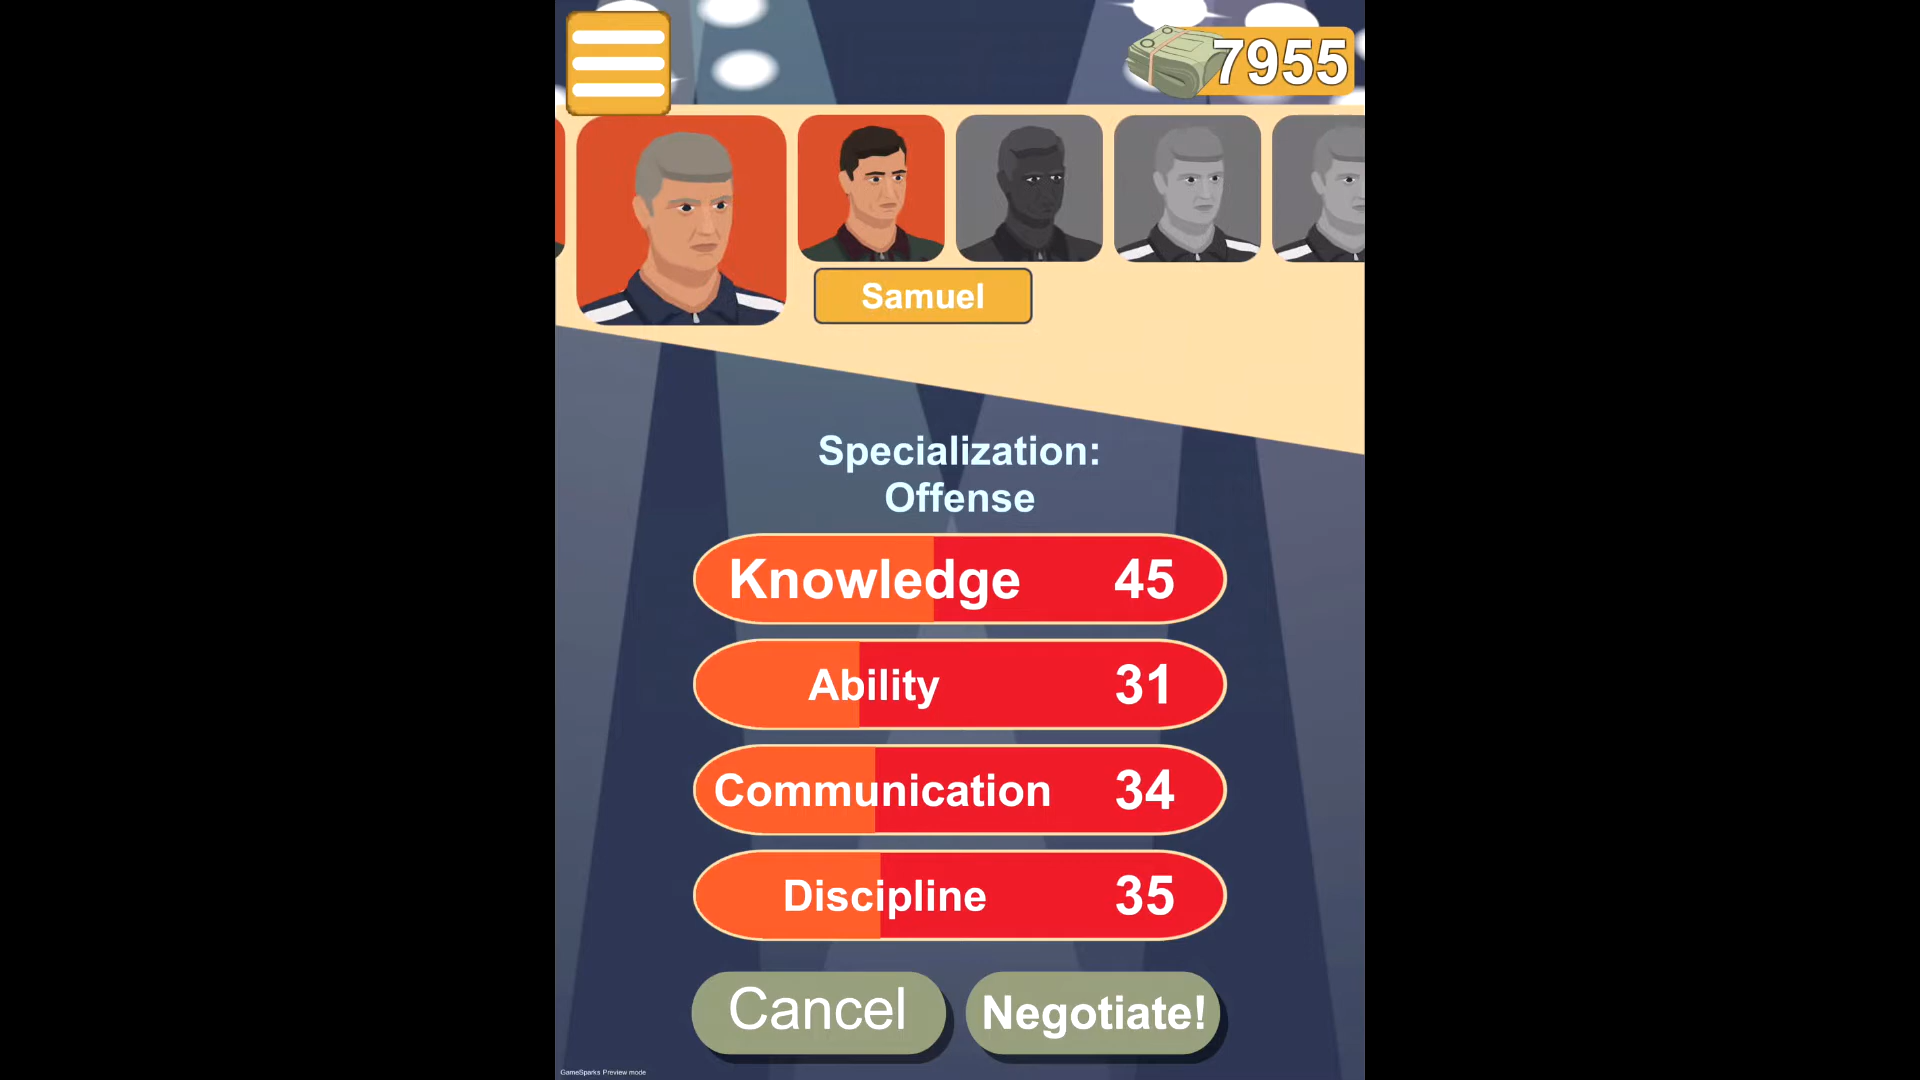 7955
Samuel
Specialization:
Offense
Knowledge 45
Ability 31
Communication 34
Discipline 35
Cancel Negotiate!
GameSparks Preview mode